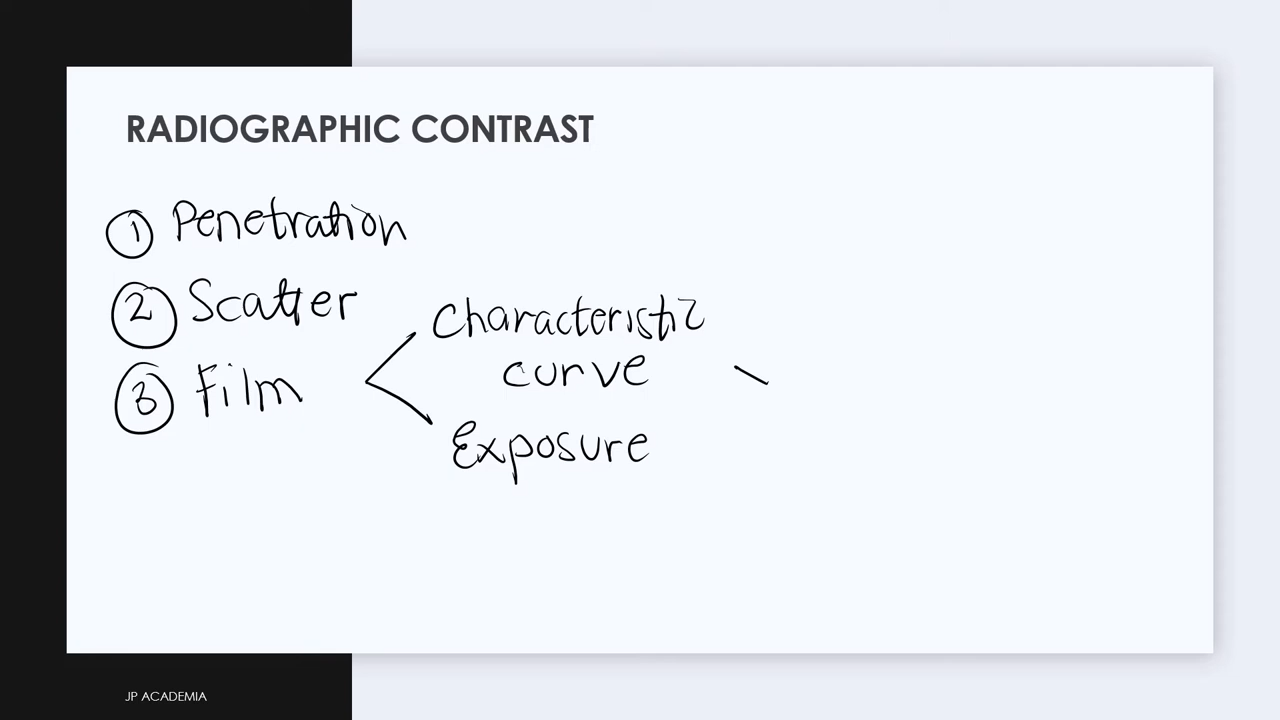 RADIOGRAPHIC CONTRAST
① Penetration
② Scatter
③ Film
Characteristic
curve
Exposure
JP ACADEMIA